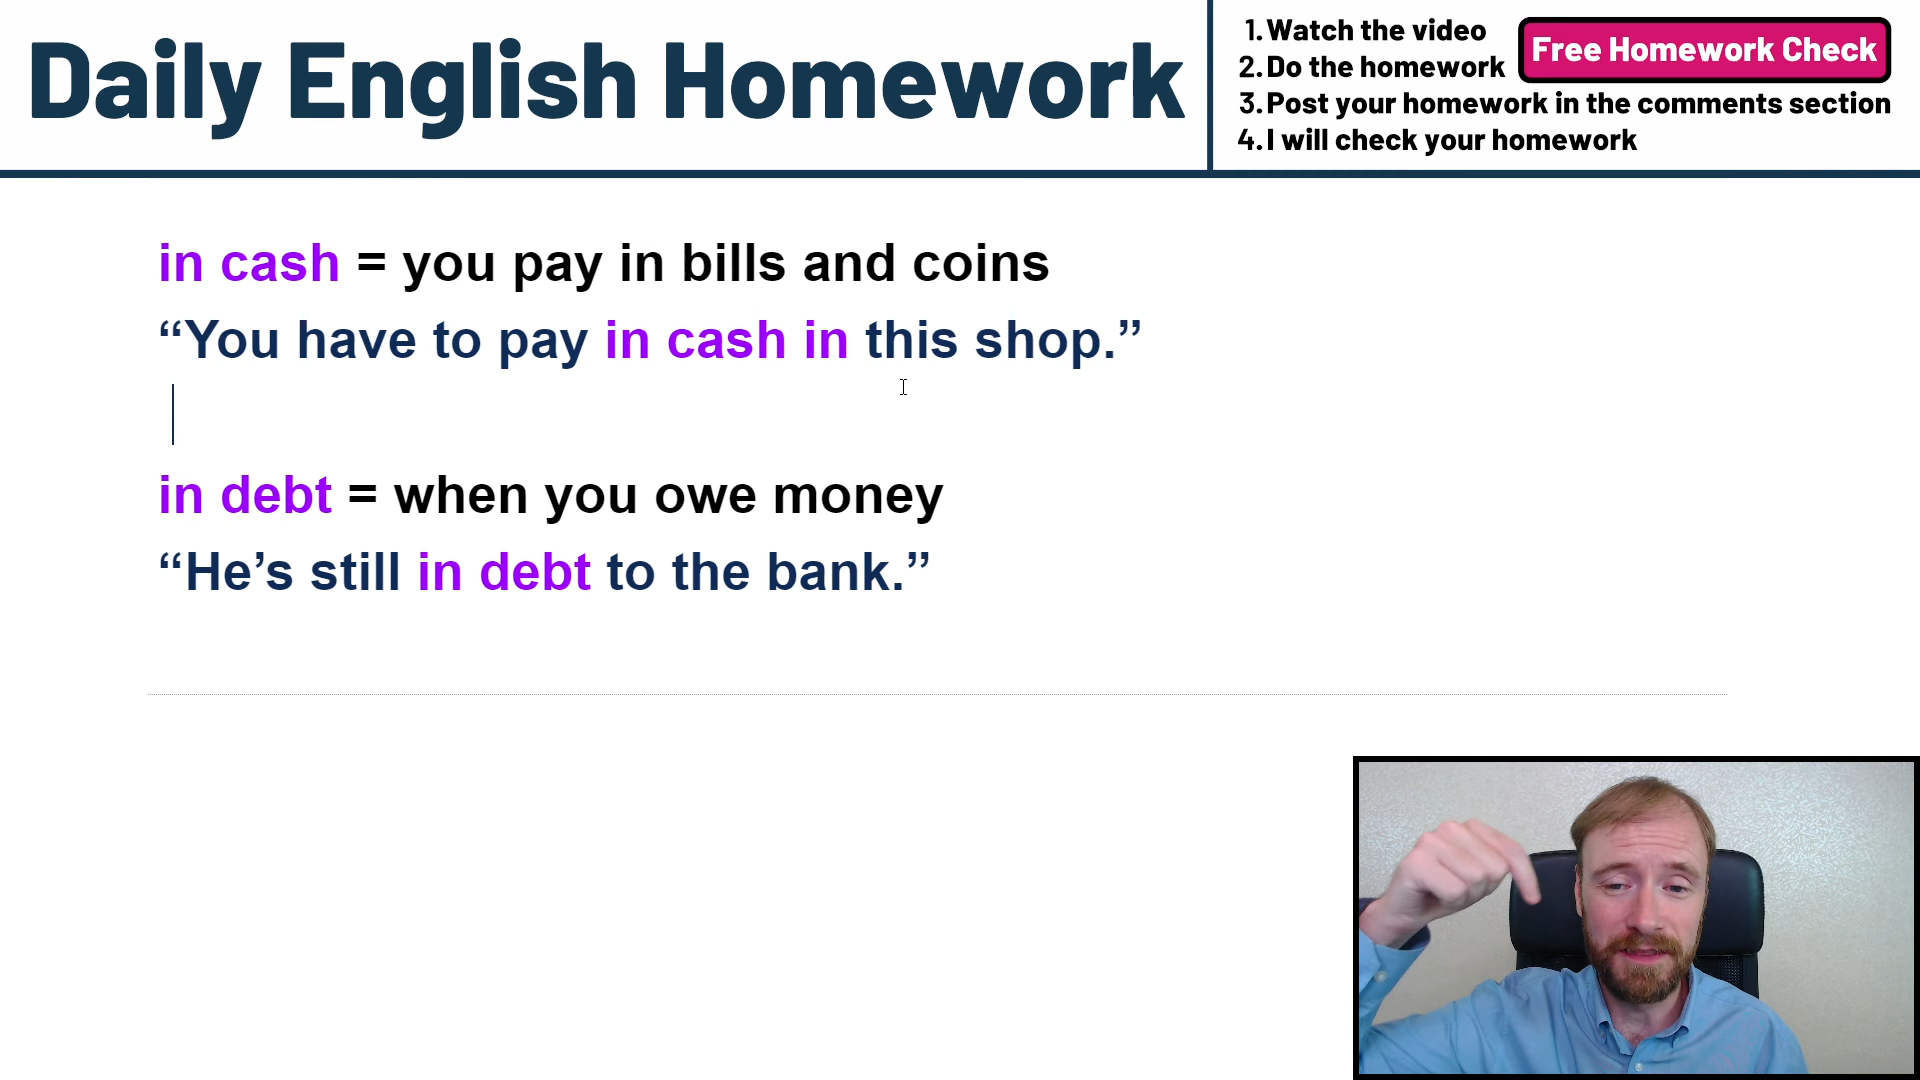 Daily English Homework
1. Watch the video
2. Do the homework
Free Homework Check
3. Post your homework in the comments section
4. I will check your homework
in cash = you pay in bills and coins
“You have to pay in cash in this shop.”
in debt = when you owe money
“He’s still in debt to the bank.”